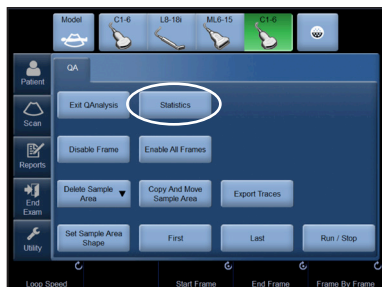 Model C1-6 L8-18i ML6-15 C1-6
Patient
QA
Exit QAnalysis Statistics
Scan
Disable Frame Enable All Frames
Reports
Delete Sample Area Copy And Move Sample Area Export Traces
End Exam
Set Sample Area Shape First Last Run / Stop
Utility
Loop Speed Start Frame End Frame Frame By Frame